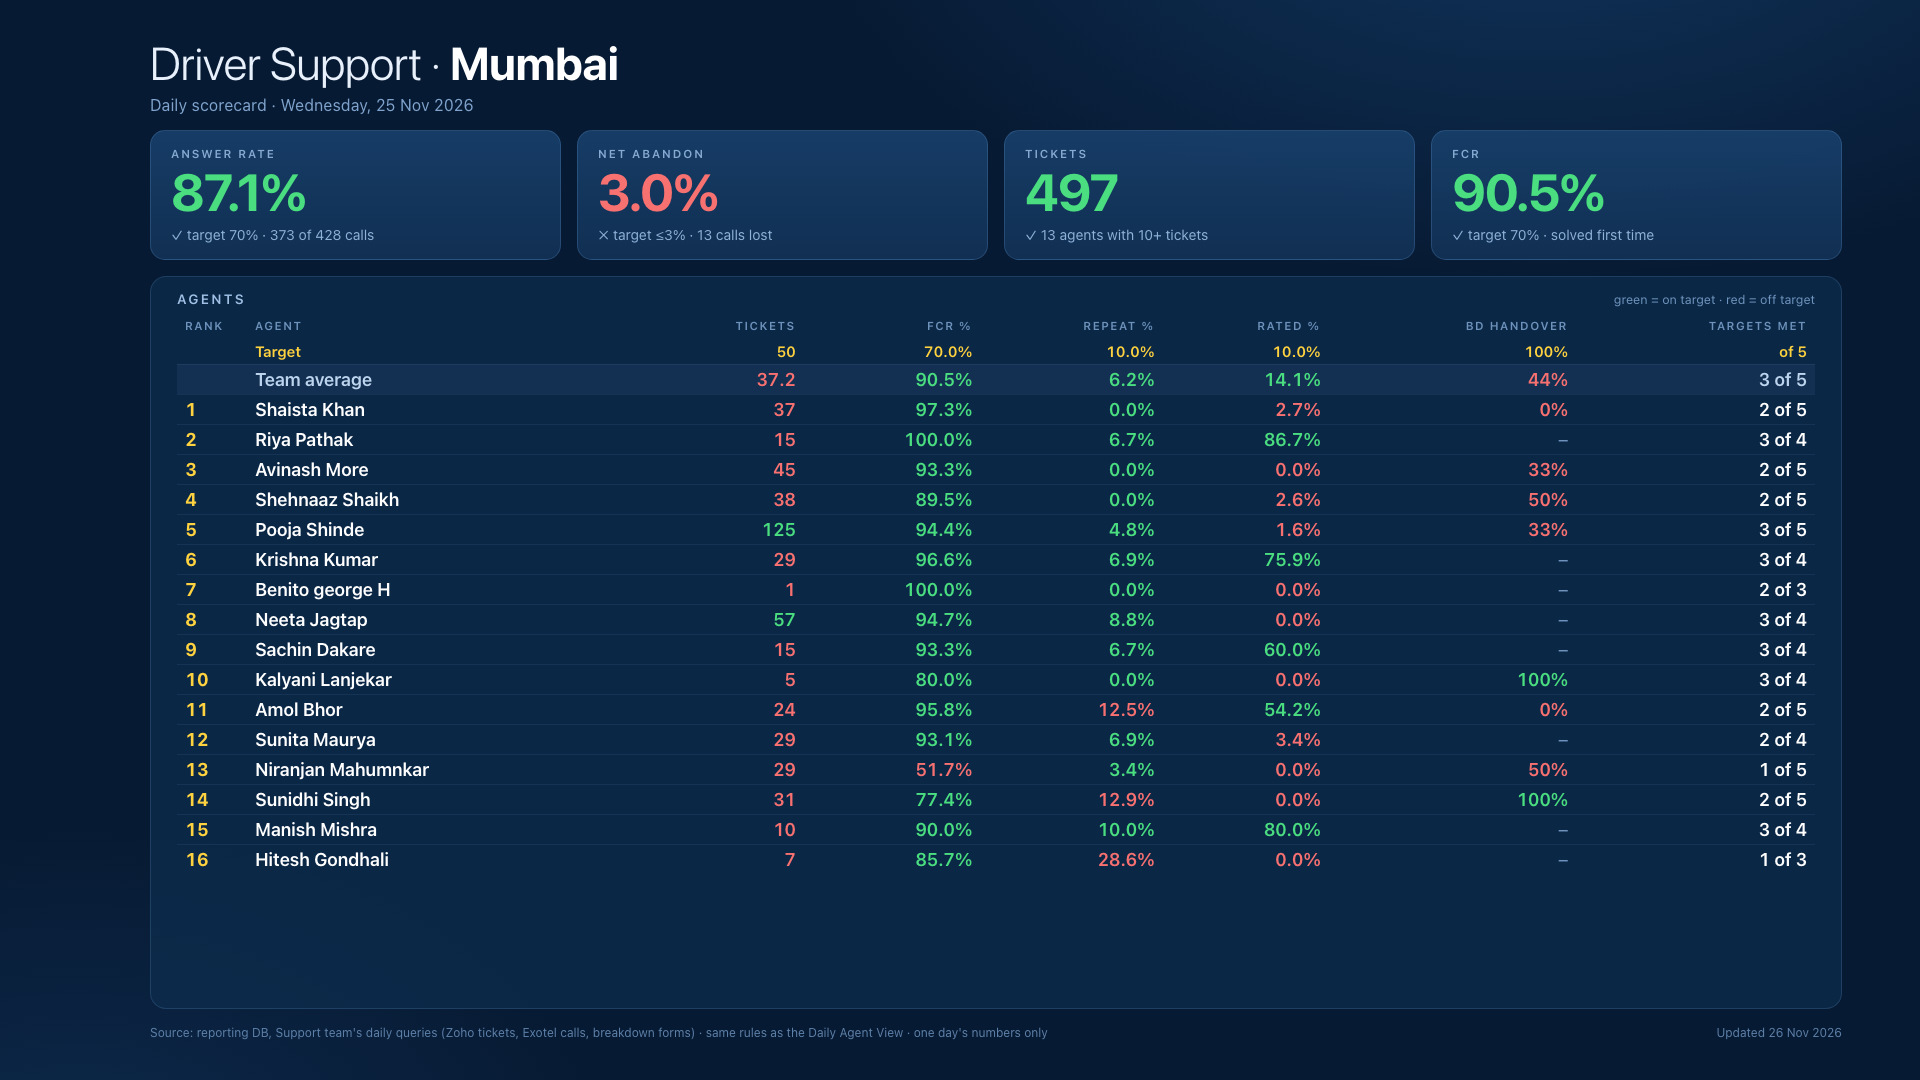 Driver Support · Mumbai
Daily scorecard · Wednesday, 25 Nov 2026
ANSWER RATE
87.1%
✓ target 70% · 373 of 428 calls
NET ABANDON
3.0%
✕ target ≤3% · 13 calls lost
TICKETS
497
✓ 13 agents with 10+ tickets
FCR
90.5%
✓ target 70% · solved first time
AGENTS green = on target · red = off target
RANK AGENT TICKETS FCR % REPEAT % RATED % BD HANDOVER TARGETS MET
Target 50 70.0% 10.0% 10.0% 100% of 5
Team average 37.2 90.5% 6.2% 14.1% 44% 3 of 5
1 Shaista Khan 37 97.3% 0.0% 2.7% 0% 2 of 5
2 Riya Pathak 15 100.0% 6.7% 86.7% – 3 of 4
3 Avinash More 45 93.3% 0.0% 0.0% 33% 2 of 5
4 Shehnaaz Shaikh 38 89.5% 0.0% 2.6% 50% 2 of 5
5 Pooja Shinde 125 94.4% 4.8% 1.6% 33% 3 of 5
6 Krishna Kumar 29 96.6% 6.9% 75.9% – 3 of 4
7 Benito george H 1 100.0% 0.0% 0.0% – 2 of 3
8 Neeta Jagtap 57 94.7% 8.8% 0.0% – 3 of 4
9 Sachin Dakare 15 93.3% 6.7% 60.0% – 3 of 4
10 Kalyani Lanjekar 5 80.0% 0.0% 0.0% 100% 3 of 4
11 Amol Bhor 24 95.8% 12.5% 54.2% 0% 2 of 5
12 Sunita Maurya 29 93.1% 6.9% 3.4% – 2 of 4
13 Niranjan Mahumnkar 29 51.7% 3.4% 0.0% 50% 1 of 5
14 Sunidhi Singh 31 77.4% 12.9% 0.0% 100% 2 of 5
15 Manish Mishra 10 90.0% 10.0% 80.0% – 3 of 4
16 Hitesh Gondhali 7 85.7% 28.6% 0.0% – 1 of 3
Source: reporting DB, Support team's daily queries (Zoho tickets, Exotel calls, breakdown forms) · same rules as the Daily Agent View · one day's numbers only
Updated 26 Nov 2026